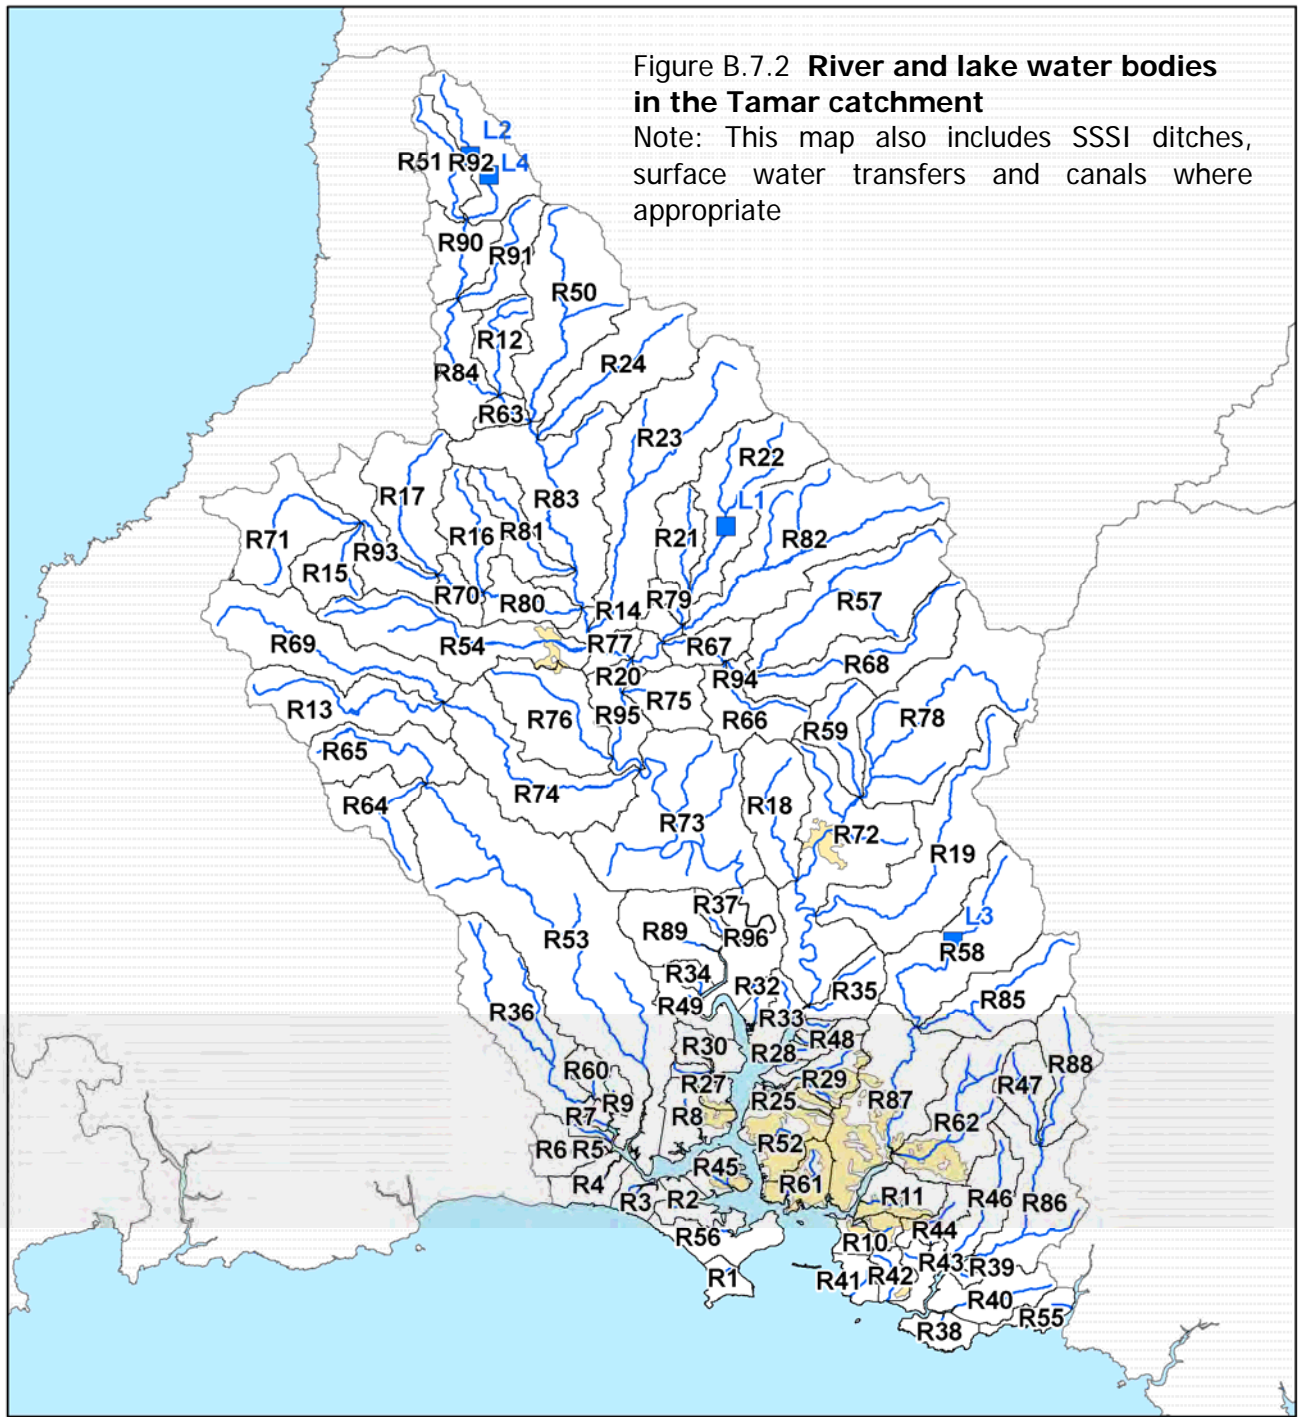 Figure B.7.2 River and lake water bodies
in the Tamar catchment
Note: This map also includes SSSI ditches,
surface water transfers and canals where
appropriate
L2
R51 R92 L4
R90
R91
R50
R12
R24
R84
R63
R23
R22
R17
R83
L1
R16 R81
R71
R21
R82
R93
R15
R70
R80
R14
R79
R57
R69
R54
R77
R67
R68
R20
R94
R13
R76
R95
R75
R66
R59
R78
R65
R74
R64
R18
R73
R72
R19
R37
L3
R89
R96
R53
R58
R34
R32
R35
R49
R85
R36
R33
R30
R28
R48
R60
R27
R29
R47
R88
R9
R25
R87
R7
R8
R62
R6
R5
R52
R45
R4
R61
R3
R2
R11
R46
R86
R56
R44
R10
R43
R39
R1
R41
R42
R40
R55
R38